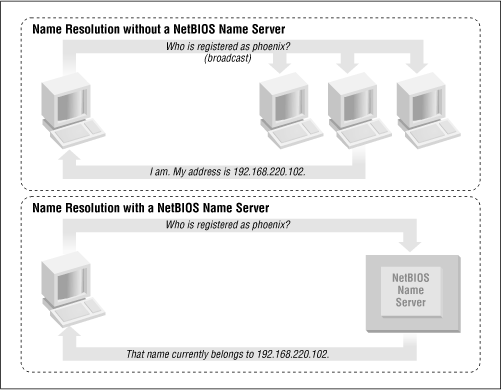 Name Resolution without a NetBIOS Name Server
Who is registered as phoenix?
(broadcast)
I am. My address is 192.168.220.102.
Name Resolution with a NetBIOS Name Server
Who is registered as phoenix?
NetBIOS
Name
Server
That name currently belongs to 192.168.220.102.